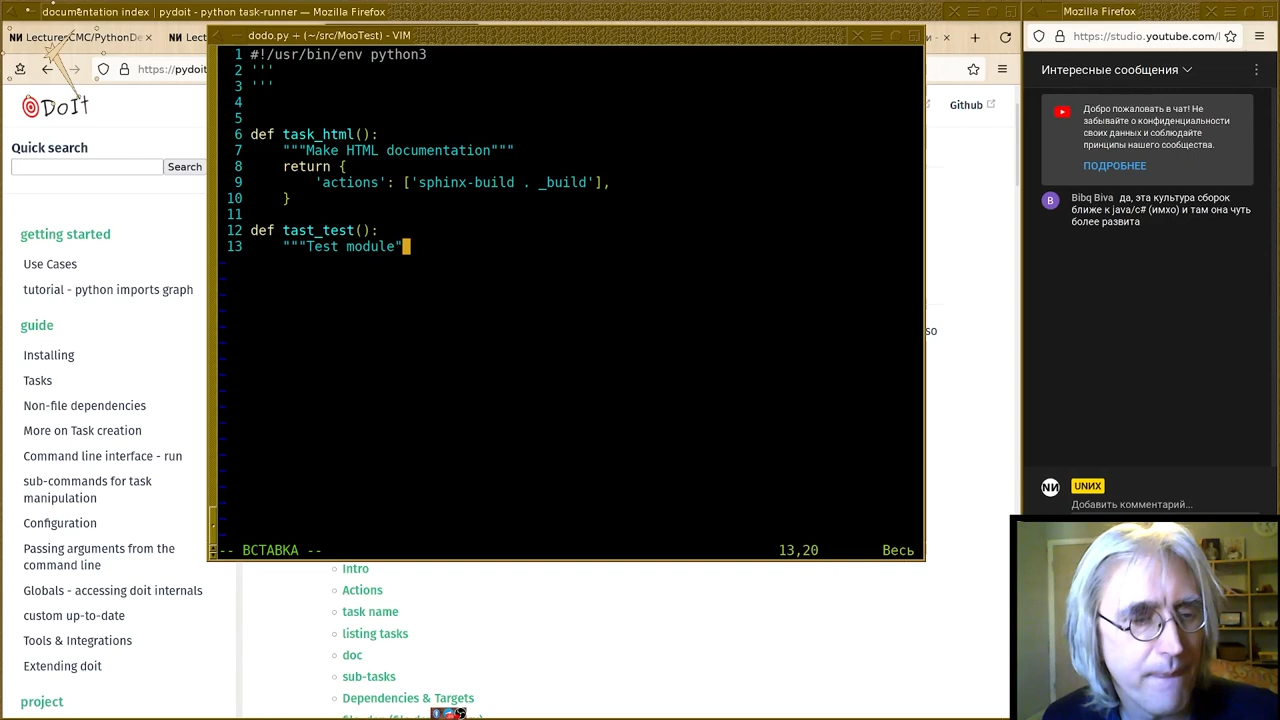 documentation index | pydoit - python task-runner — Mozilla Firefox
Mozilla Firefox
LecturesCMC/PythonDe
https://pydoit
https://studio.youtube.com/l
dodo.py + (~/src/MooTest) - VIM
1 #!/usr/bin/env python3
2 '''
3 '''
4
5
6 def task_html():
7 """Make HTML documentation"""
8 return {
9 'actions': ['sphinx-build . _build'],
10 }
11
12 def tast_test():
13 """Test module"
-- ВСТАВКА -- 13,20 Весь
DoIt
Quick search
Search
getting started
Use Cases
tutorial - python imports graph
guide
Installing
Tasks
Non-file dependencies
More on Task creation
Command line interface - run
sub-commands for task
manipulation
Configuration
Passing arguments from the
command line
Globals - accessing doit internals
custom up-to-date
Tools & Integrations
Extending doit
project
Github
so
Intro
Actions
task name
listing tasks
doc
sub-tasks
Dependencies & Targets
Интересные сообщения
Добро пожаловать в чат! Не
забывайте о конфиденциальности
своих данных и соблюдайте
принципы нашего сообщества.
ПОДРОБНЕЕ
B
Bibq Biva да, эта культура сборок
ближе к java/c# (имхо) и там она чуть
более развита
UNИX
Добавить комментарий...